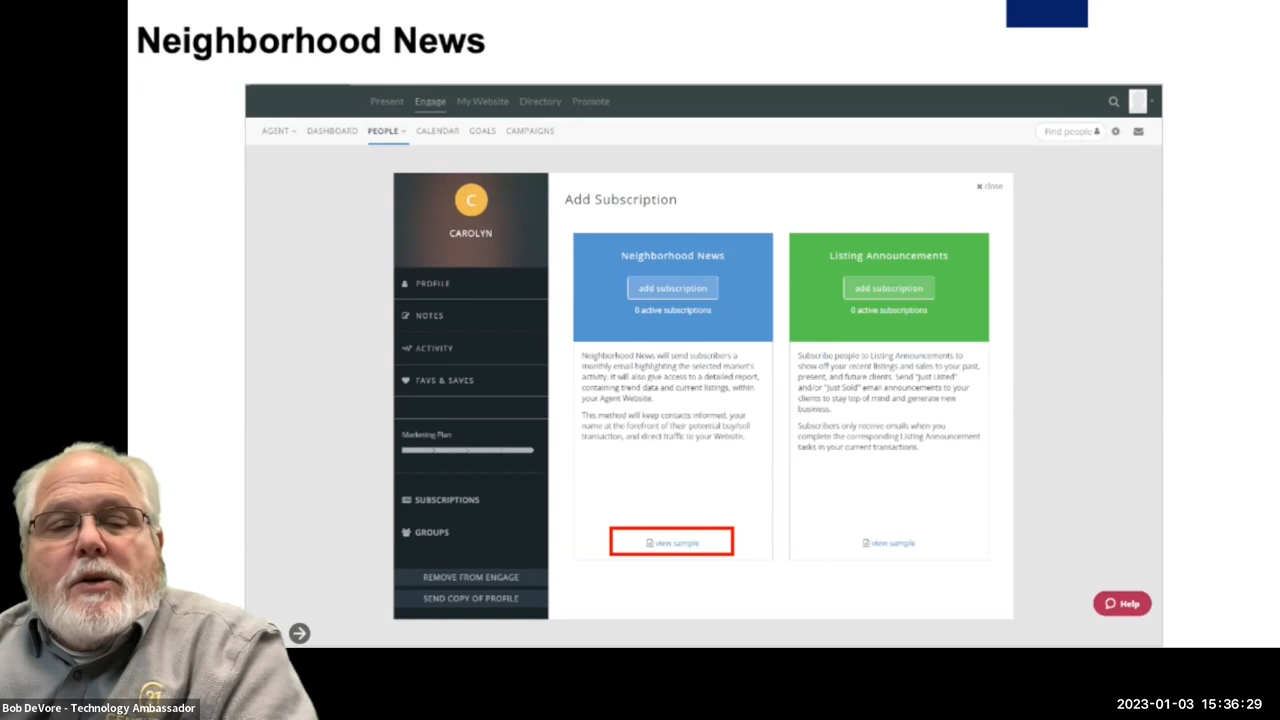 Neighborhood News
Present Engage My Website Directory Promote
AGENT DASHBOARD PEOPLE CALENDAR GOALS CAMPAIGNS
Find people
C
CAROLYN
PROFILE
NOTES
ACTIVITY
FAVS & SAVES
Marketing Plan
SUBSCRIPTIONS
GROUPS
REMOVE FROM ENGAGE
SEND COPY OF PROFILE
close
Add Subscription
Neighborhood News
add subscription
0 active subscriptions
Neighborhood News will send subscribers a
monthly email highlighting the selected market's
activity. It will also give access to a detailed report,
containing trend data and current listings, within
your Agent Website.
This method will keep contacts informed, your
name at the forefront of their potential buy/sell
transaction, and direct traffic to your Website.
view sample
Listing Announcements
add subscription
0 active subscriptions
Subscribe people to Listing Announcements to
show off your recent listings and sales to your past,
present, and future clients. Send "Just Listed"
and/or "Just Sold" email announcements to your
clients to stay top of mind and generate new
business.
Subscribers only receive emails when you
complete the corresponding Listing Announcement
tasks in your current transactions.
view sample
Help
21
Bob DeVore - Technology Ambassador
2023-01-03 15:36:29